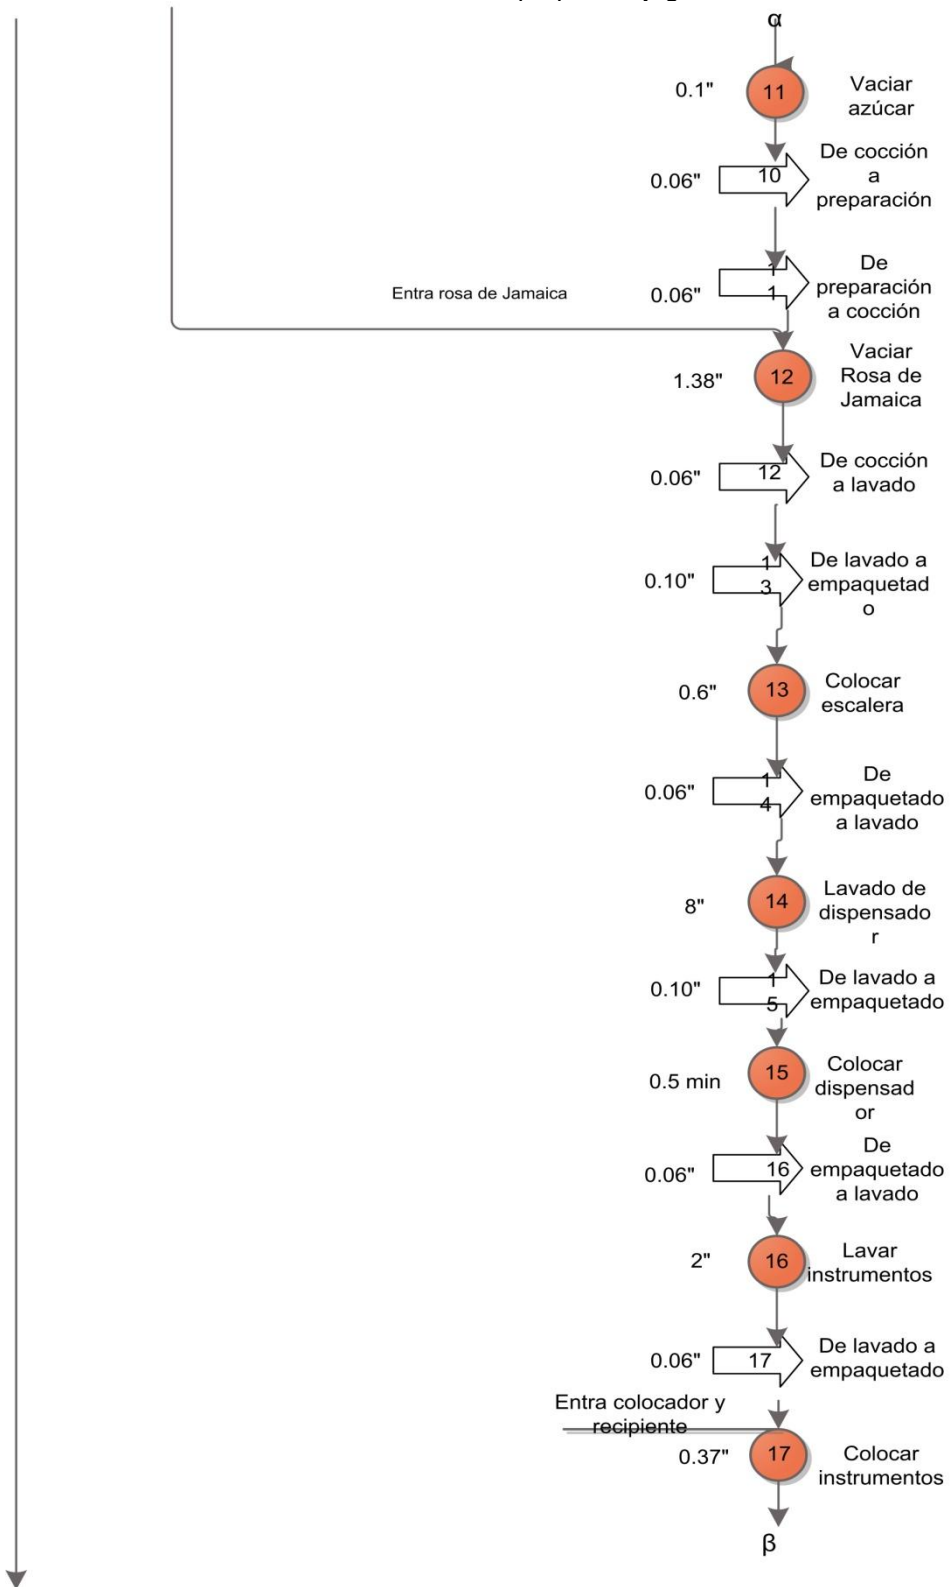 α
0.1"
11
Vaciar
azúcar
0.06"
10
De cocción
a
preparación
Entra rosa de Jamaica
0.06"
1
1
De
preparación
a cocción
1.38"
12
Vaciar
Rosa de
Jamaica
0.06"
12
De cocción
a lavado
0.10"
1
3
De lavado a
empaquetad
o
0.6"
13
Colocar
escalera
0.06"
1
4
De
empaquetado
a lavado
8"
14
Lavado de
dispensado
r
0.10"
1
5
De lavado a
empaquetado
0.5 min
15
Colocar
dispensad
or
0.06"
16
De
empaquetado
a lavado
2"
16
Lavar
instrumentos
0.06"
17
De lavado a
empaquetado
Entra colocador y
recipiente
0.37"
17
Colocar
instrumentos
β